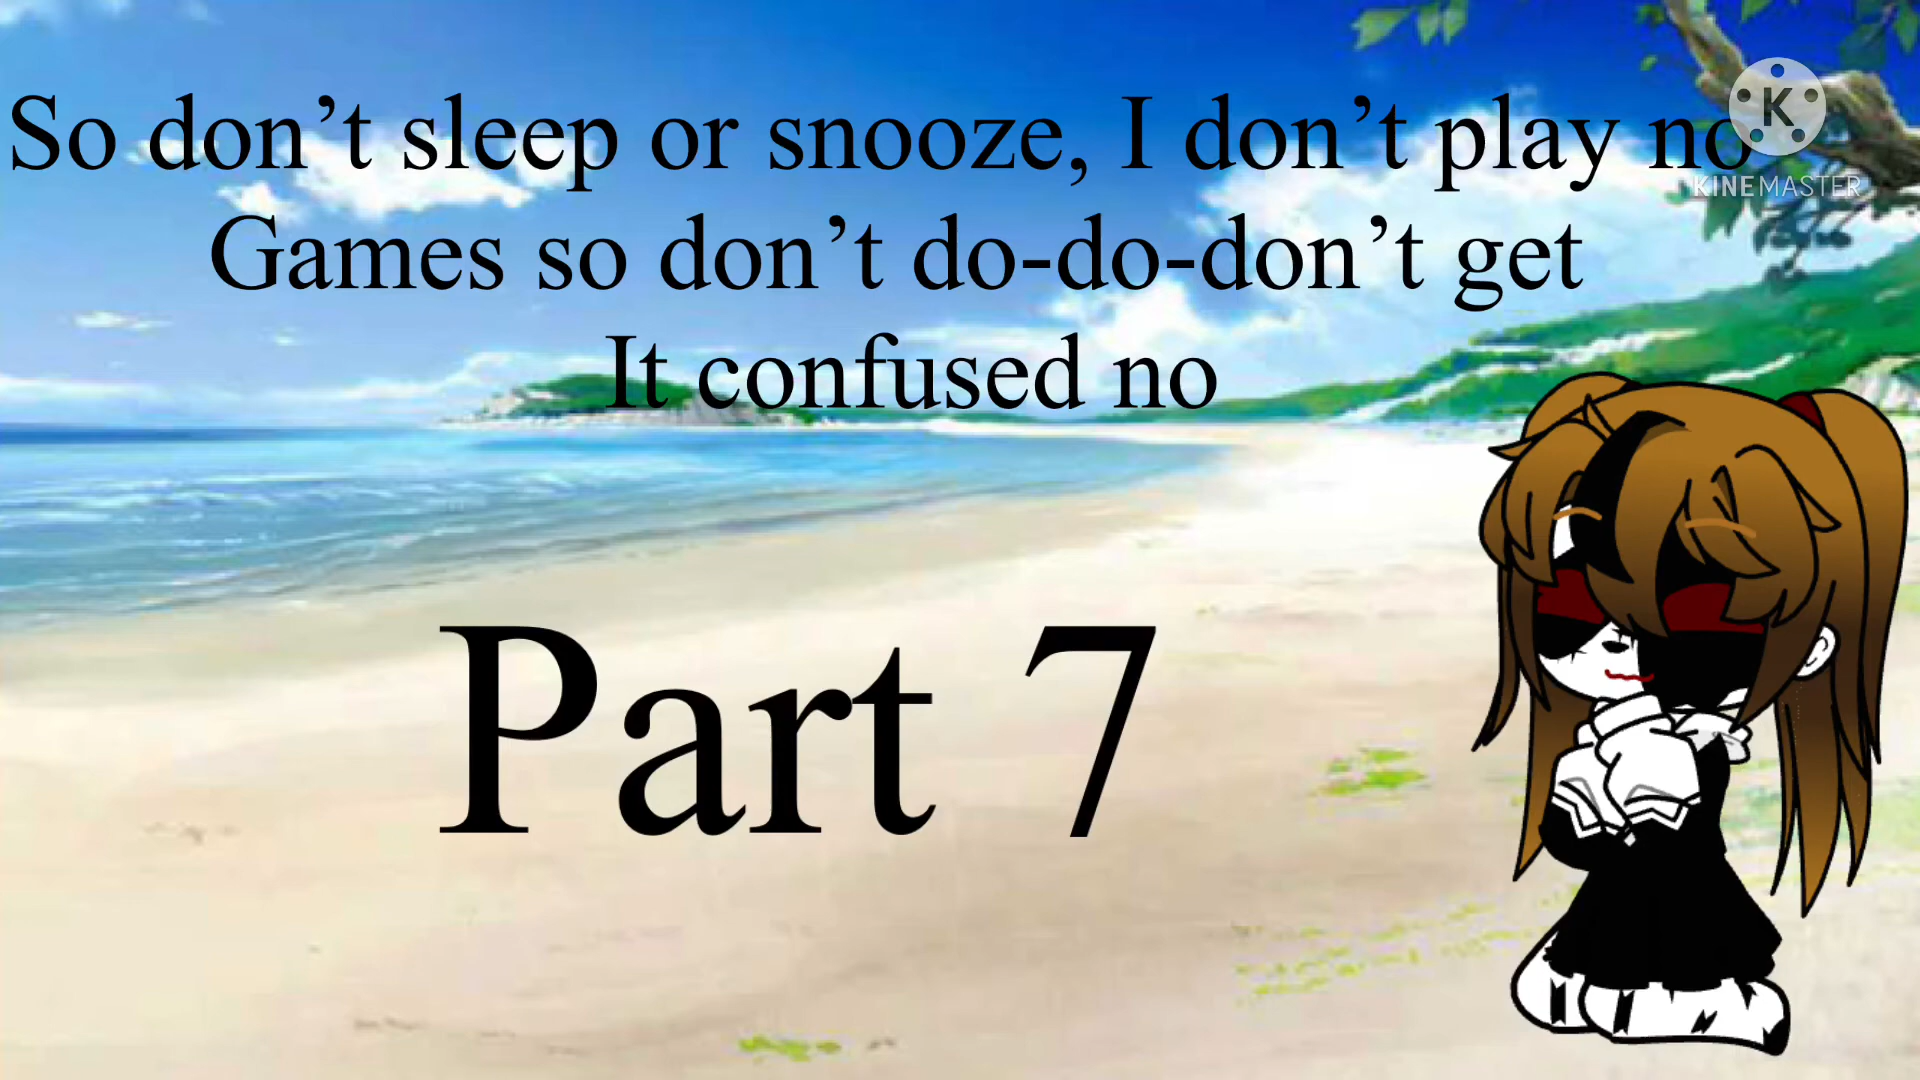 So don’t sleep or snooze, I don’t play no
Games so don’t do-do-don’t get
It confused no
K
KINEMASTER
Part 7